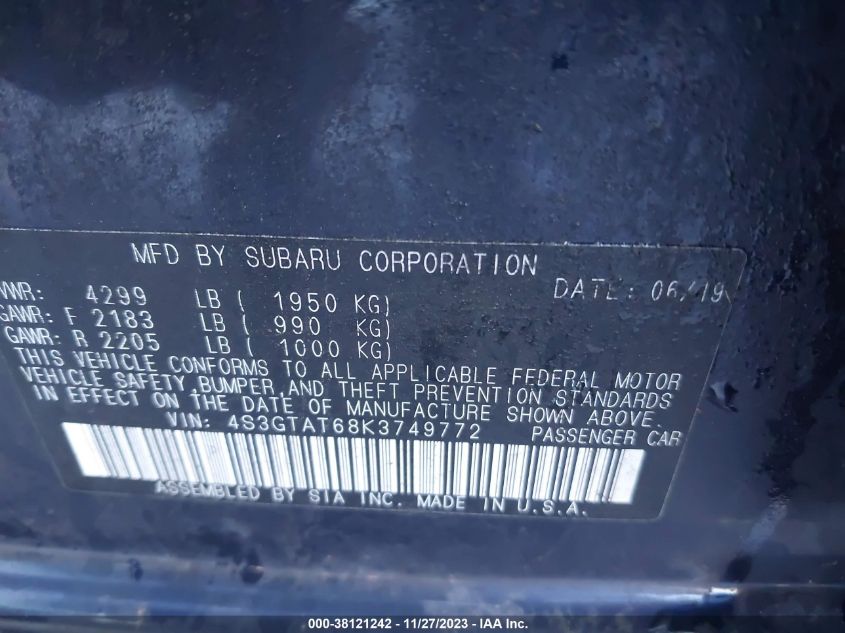 MFD BY SUBARU CORPORATION
DATE: 06/19
VWR: 4299 LB ( 1950 KG)
GAWR: F 2183 LB ( 990 KG)
GAWR: R 2205 LB ( 1000 KG)
THIS VEHICLE CONFORMS TO ALL APPLICABLE FEDERAL MOTOR
VEHICLE SAFETY, BUMPER, AND THEFT PREVENTION STANDARDS
IN EFFECT ON THE DATE OF MANUFACTURE SHOWN ABOVE.
VIN: 4S3GTAT68K3749772 PASSENGER CAR
ASSEMBLED BY SIA INC. MADE IN U.S.A.
000-38121242 - 11/27/2023 - IAA Inc.